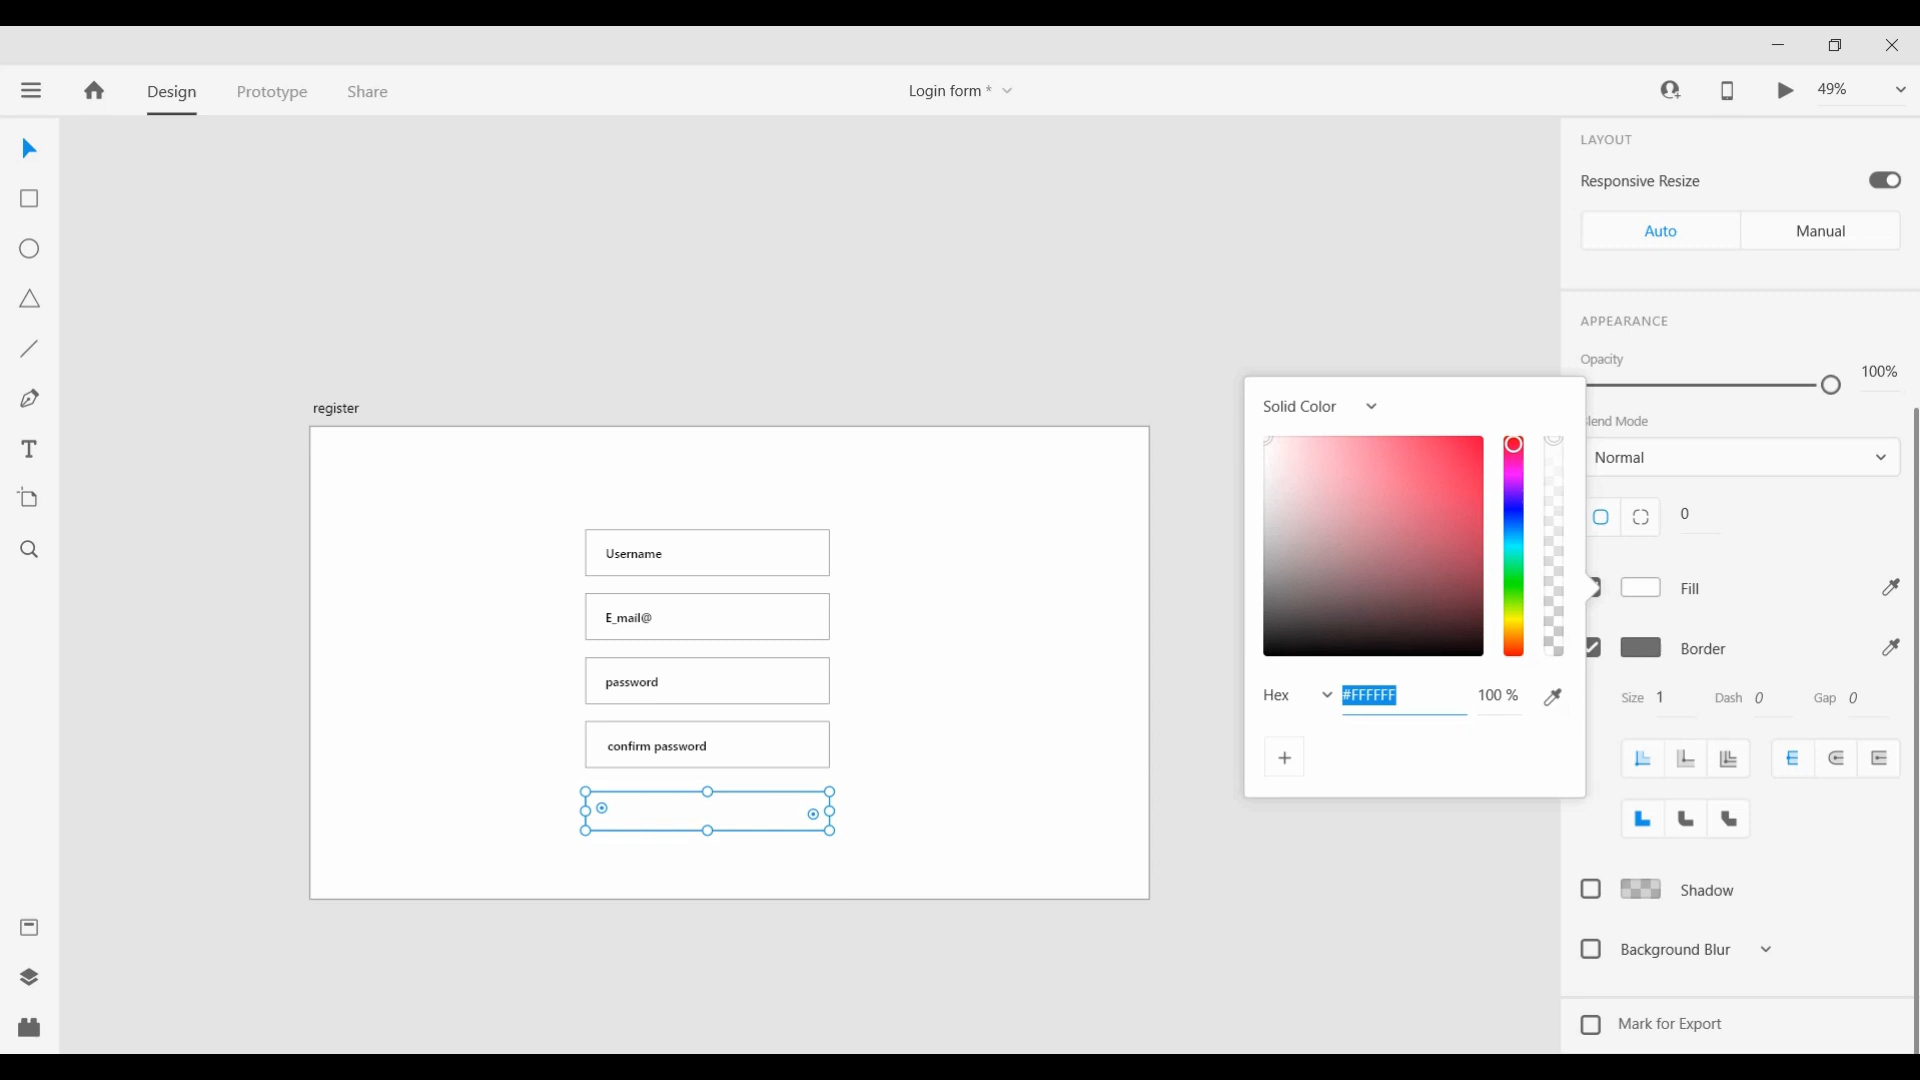 Design
Prototype
Share
Login form *
49%
LAYOUT
Responsive Resize
Auto
Manual
APPEARANCE
Opacity
100%
Blend Mode
Normal
0
Fill
Border
Size 1
Dash 0
Gap 0
Shadow
Background Blur
Mark for Export
Solid Color
Hex
#FFFFFF
100 %
register
Username
E_mail@
password
confirm password